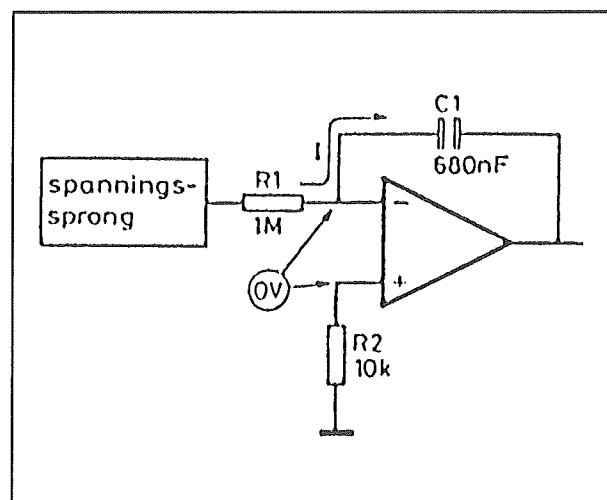 C1
680nF
I
spannings-
sprong
R1
1M
-
0V
+
R2
10k